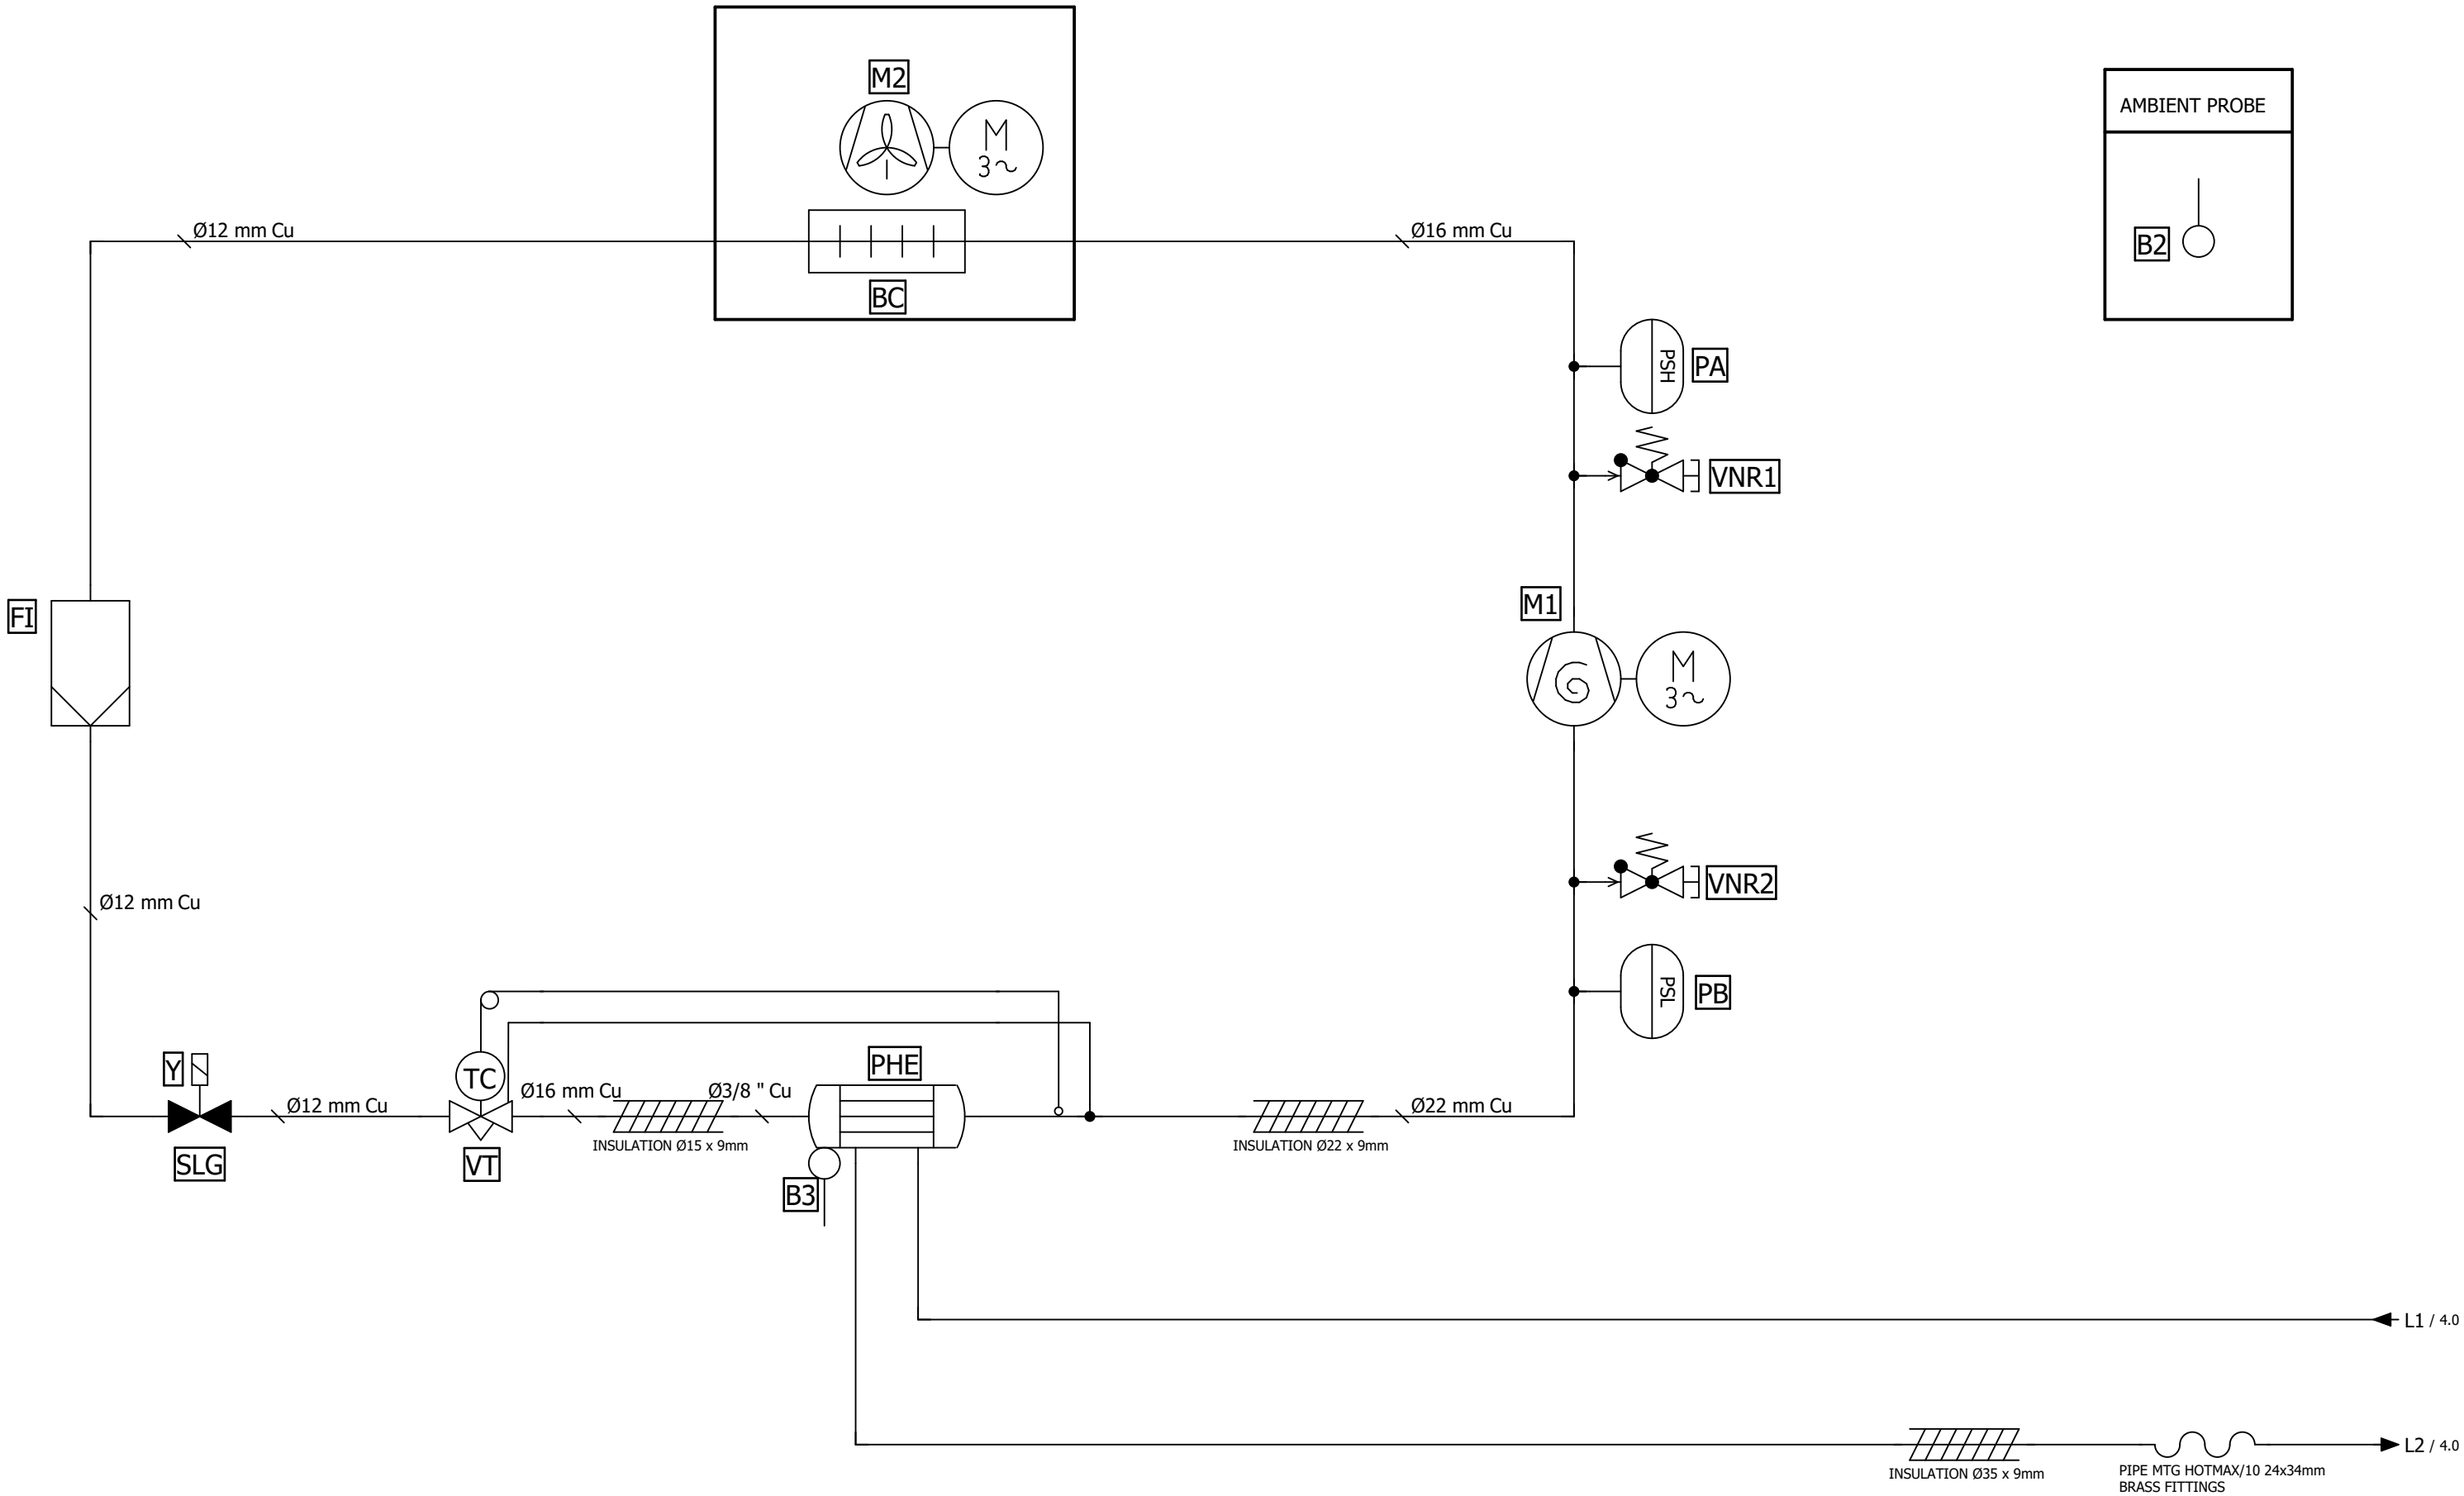 M2
M
3~
AMBIENT PROBE
Ø12 mm Cu
Ø16 mm Cu
B2
BC
PSH
PA
VNR1
FI
M1
M
3~
Ø12 mm Cu
VNR2
PSL
PB
Y
TC
PHE
Ø12 mm Cu
Ø16 mm Cu
Ø3/8 " Cu
Ø22 mm Cu
INSULATION Ø15 x 9mm
INSULATION Ø22 x 9mm
SLG
VT
B3
L1 / 4.0
L2 / 4.0
INSULATION Ø35 x 9mm
PIPE MTG HOTMAX/10 24x34mm
BRASS FITTINGS